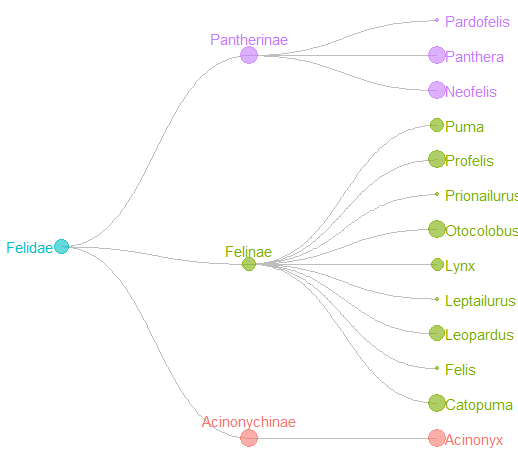 Felidae
Pantherinae
Pardofelis
Panthera
Neofelis
Felinae
Puma
Profelis
Prionailurus
Otocolobus
Lynx
Leptailurus
Leopardus
Felis
Catopuma
Acinonychinae
Acinonyx